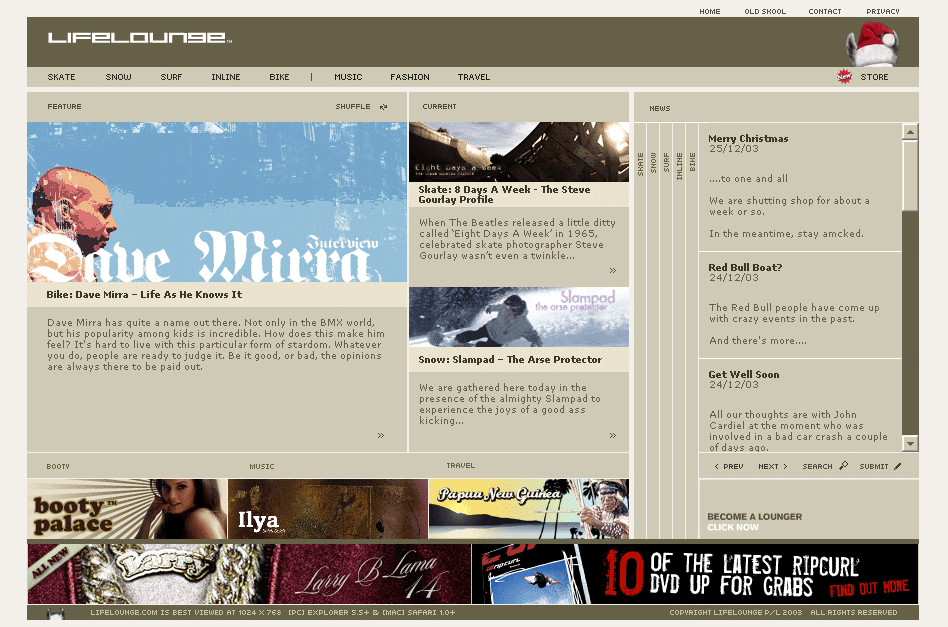 HOME OLD SKOOL CONTACT PRIVACY
LIFELOUNGE™
SKATE SNOW SURF INLINE BIKE | MUSIC FASHION TRAVEL New STORE
FEATURE SHUFFLE
Interview
Dave Mirra
Bike: Dave Mirra – Life As He Knows It
Dave Mirra has quite a name out there. Not only in the BMX world,
but his popularity among kids is incredible. How does this make him
feel? It's hard to live with this particular form of stardom. Whatever
you do, people are ready to judge it. Be it good, or bad, the opinions
are always there to be paid out.
»
CURRENT
Eight Days a Week
Skate: 8 Days A Week - The Steve
Gourlay Profile
When The Beatles released a little ditty
called 'Eight Days A Week' in 1965,
celebrated skate photographer Steve
Gourlay wasn't even a twinkle...
»
Slampad
the arse protector
Snow: Slampad – The Arse Protector
We are gathered here today in the
presence of the almighty Slampad to
experience the joys of a good ass
kicking...
»
NEWS
SKATE
SNOW
SURF
INLINE
BIKE
Merry Christmas
25/12/03
....to one and all
We are shutting shop for about a
week or so.
In the meantime, stay amcked.
Red Bull Boat?
24/12/03
The Red Bull people have come up
with crazy events in the past.
And there's more....
Get Well Soon
24/12/03
All our thoughts are with John
Cardiel at the moment who was
involved in a bad car crash a couple
of days ago.
< PREV NEXT > SEARCH SUBMIT
BECOME A LOUNGER
CLICK NOW
BOOTY MUSIC TRAVEL
booty™
palace
Ilya
Papua New Guinea
ALL NEW
Larry
Larry B Lama
14
ripcurl
10 OF THE LATEST RIPCURL
DVD UP FOR GRABS FIND OUT MORE
LIFELOUNGE.COM IS BEST VIEWED AT 1024 X 768 [PC] EXPLORER 5.5+ & [MAC] SAFARI 1.0+
COPYRIGHT LIFELOUNGE P/L 2003 ALL RIGHTS RESERVED